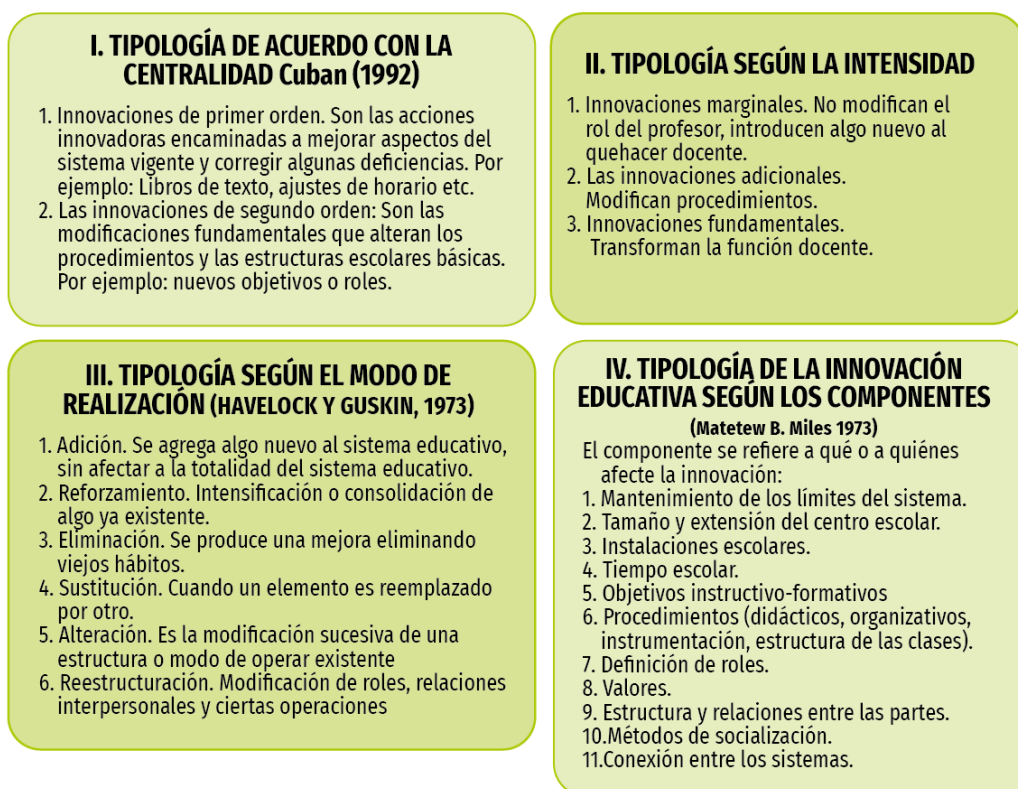 I. TIPOLOGÍA DE ACUERDO CON LA
CENTRALIDAD Cuban (1992)
1. Innovaciones de primer orden. Son las acciones
innovadoras encaminadas a mejorar aspectos del
sistema vigente y corregir algunas deficiencias. Por
ejemplo: Libros de texto, ajustes de horario etc.
2. Las innovaciones de segundo orden: Son las
modificaciones fundamentales que alteran los
procedimientos y las estructuras escolares básicas.
Por ejemplo: nuevos objetivos o roles.
II. TIPOLOGÍA SEGÚN LA INTENSIDAD
1. Innovaciones marginales. No modifican el
rol del profesor, introducen algo nuevo al
quehacer docente.
2. Las innovaciones adicionales.
Modifican procedimientos.
3. Innovaciones fundamentales.
Transforman la función docente.
III. TIPOLOGÍA SEGÚN EL MODO DE
REALIZACIÓN (HAVELOCK Y GUSKIN, 1973)
1. Adición. Se agrega algo nuevo al sistema educativo,
sin afectar a la totalidad del sistema educativo.
2. Reforzamiento. Intensificación o consolidación de
algo ya existente.
3. Eliminación. Se produce una mejora eliminando
viejos hábitos.
4. Sustitución. Cuando un elemento es reemplazado
por otro.
5. Alteración. Es la modificación sucesiva de una
estructura o modo de operar existente
6. Reestructuración. Modificación de roles, relaciones
interpersonales y ciertas operaciones
IV. TIPOLOGÍA DE LA INNOVACIÓN
EDUCATIVA SEGÚN LOS COMPONENTES
(Matetew B. Miles 1973)
El componente se refiere a qué o a quiénes
afecte la innovación:
1. Mantenimiento de los límites del sistema.
2. Tamaño y extensión del centro escolar.
3. Instalaciones escolares.
4. Tiempo escolar.
5. Objetivos instructivo-formativos
6. Procedimientos (didácticos, organizativos,
instrumentación, estructura de las clases).
7. Definición de roles.
8. Valores.
9. Estructura y relaciones entre las partes.
10.Métodos de socialización.
11.Conexión entre los sistemas.